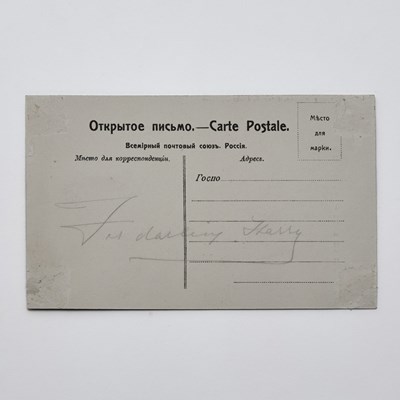 Открытое письмо.—Carte Postale.
Всемірный почтовый союзъ. Россія.
Мѣсто
для
марки.
Мѣсто для корреспонденціи.
Адресъ.
Госпо
For darling Harry